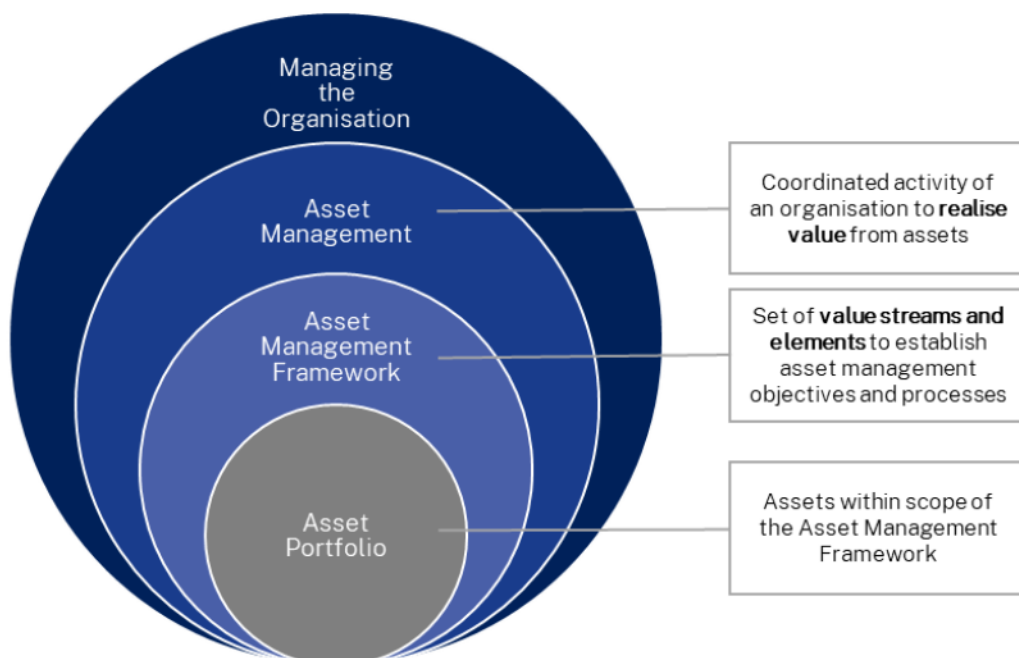 Managing
the
Organisation
Asset
Management
Coordinated activity of
an organisation to realise
value from assets
Asset
Management
Framework
Set of value streams and
elements to establish
asset management
objectives and processes
Asset
Portfolio
Assets within scope of
the Asset Management
Framework